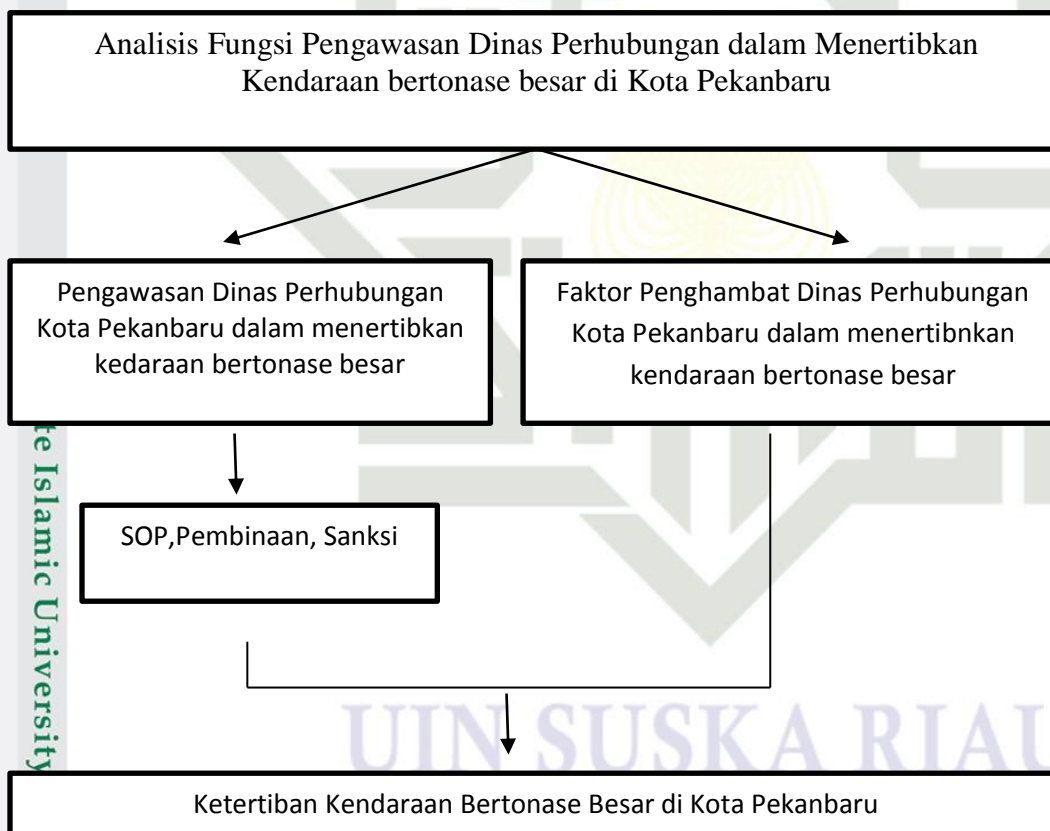 Analisis Fungsi Pengawasan Dinas Perhubungan dalam Menertibkan
Kendaraan bertonase besar di Kota Pekanbaru
Pengawasan Dinas Perhubungan
Kota Pekanbaru dalam menertibkan
kedaraan bertonase besar
Faktor Penghambat Dinas Perhubungan
Kota Pekanbaru dalam menertibnkan
kendaraan bertonase besar
SOP,Pembinaan, Sanksi
te Islamic University
UIN SUSKA RIAU
Ketertiban Kendaraan Bertonase Besar di Kota Pekanbaru